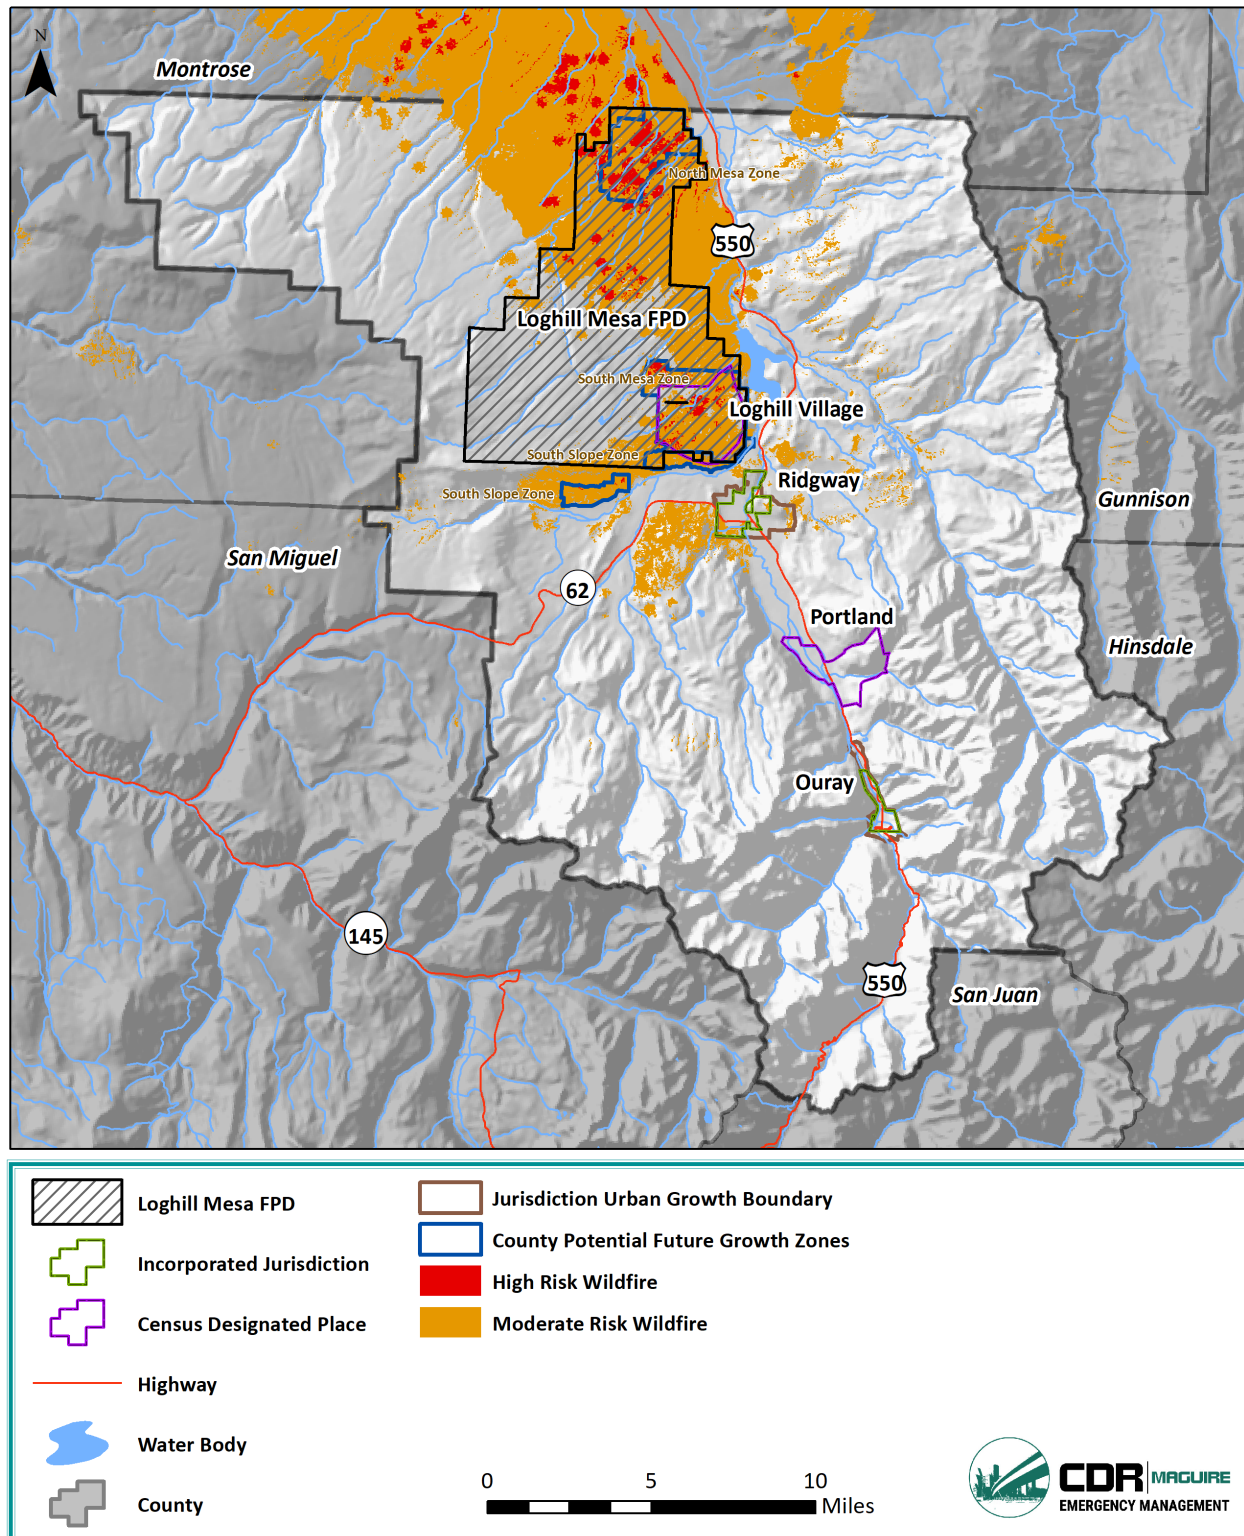 N
Montrose
North Mesa Zone
550
Loghill Mesa FPD
South Mesa Zone
Loghill Village
South Slope Zone
Ridgway
South Slope Zone
Gunnison
San Miguel
62
Portland
Hinsdale
Ouray
145
550
San Juan
Loghill Mesa FPD
Incorporated Jurisdiction
Census Designated Place
Highway
Water Body
County
Jurisdiction Urban Growth Boundary
County Potential Future Growth Zones
High Risk Wildfire
Moderate Risk Wildfire
0 5 10
Miles
CDR MAGUIRE
EMERGENCY MANAGEMENT